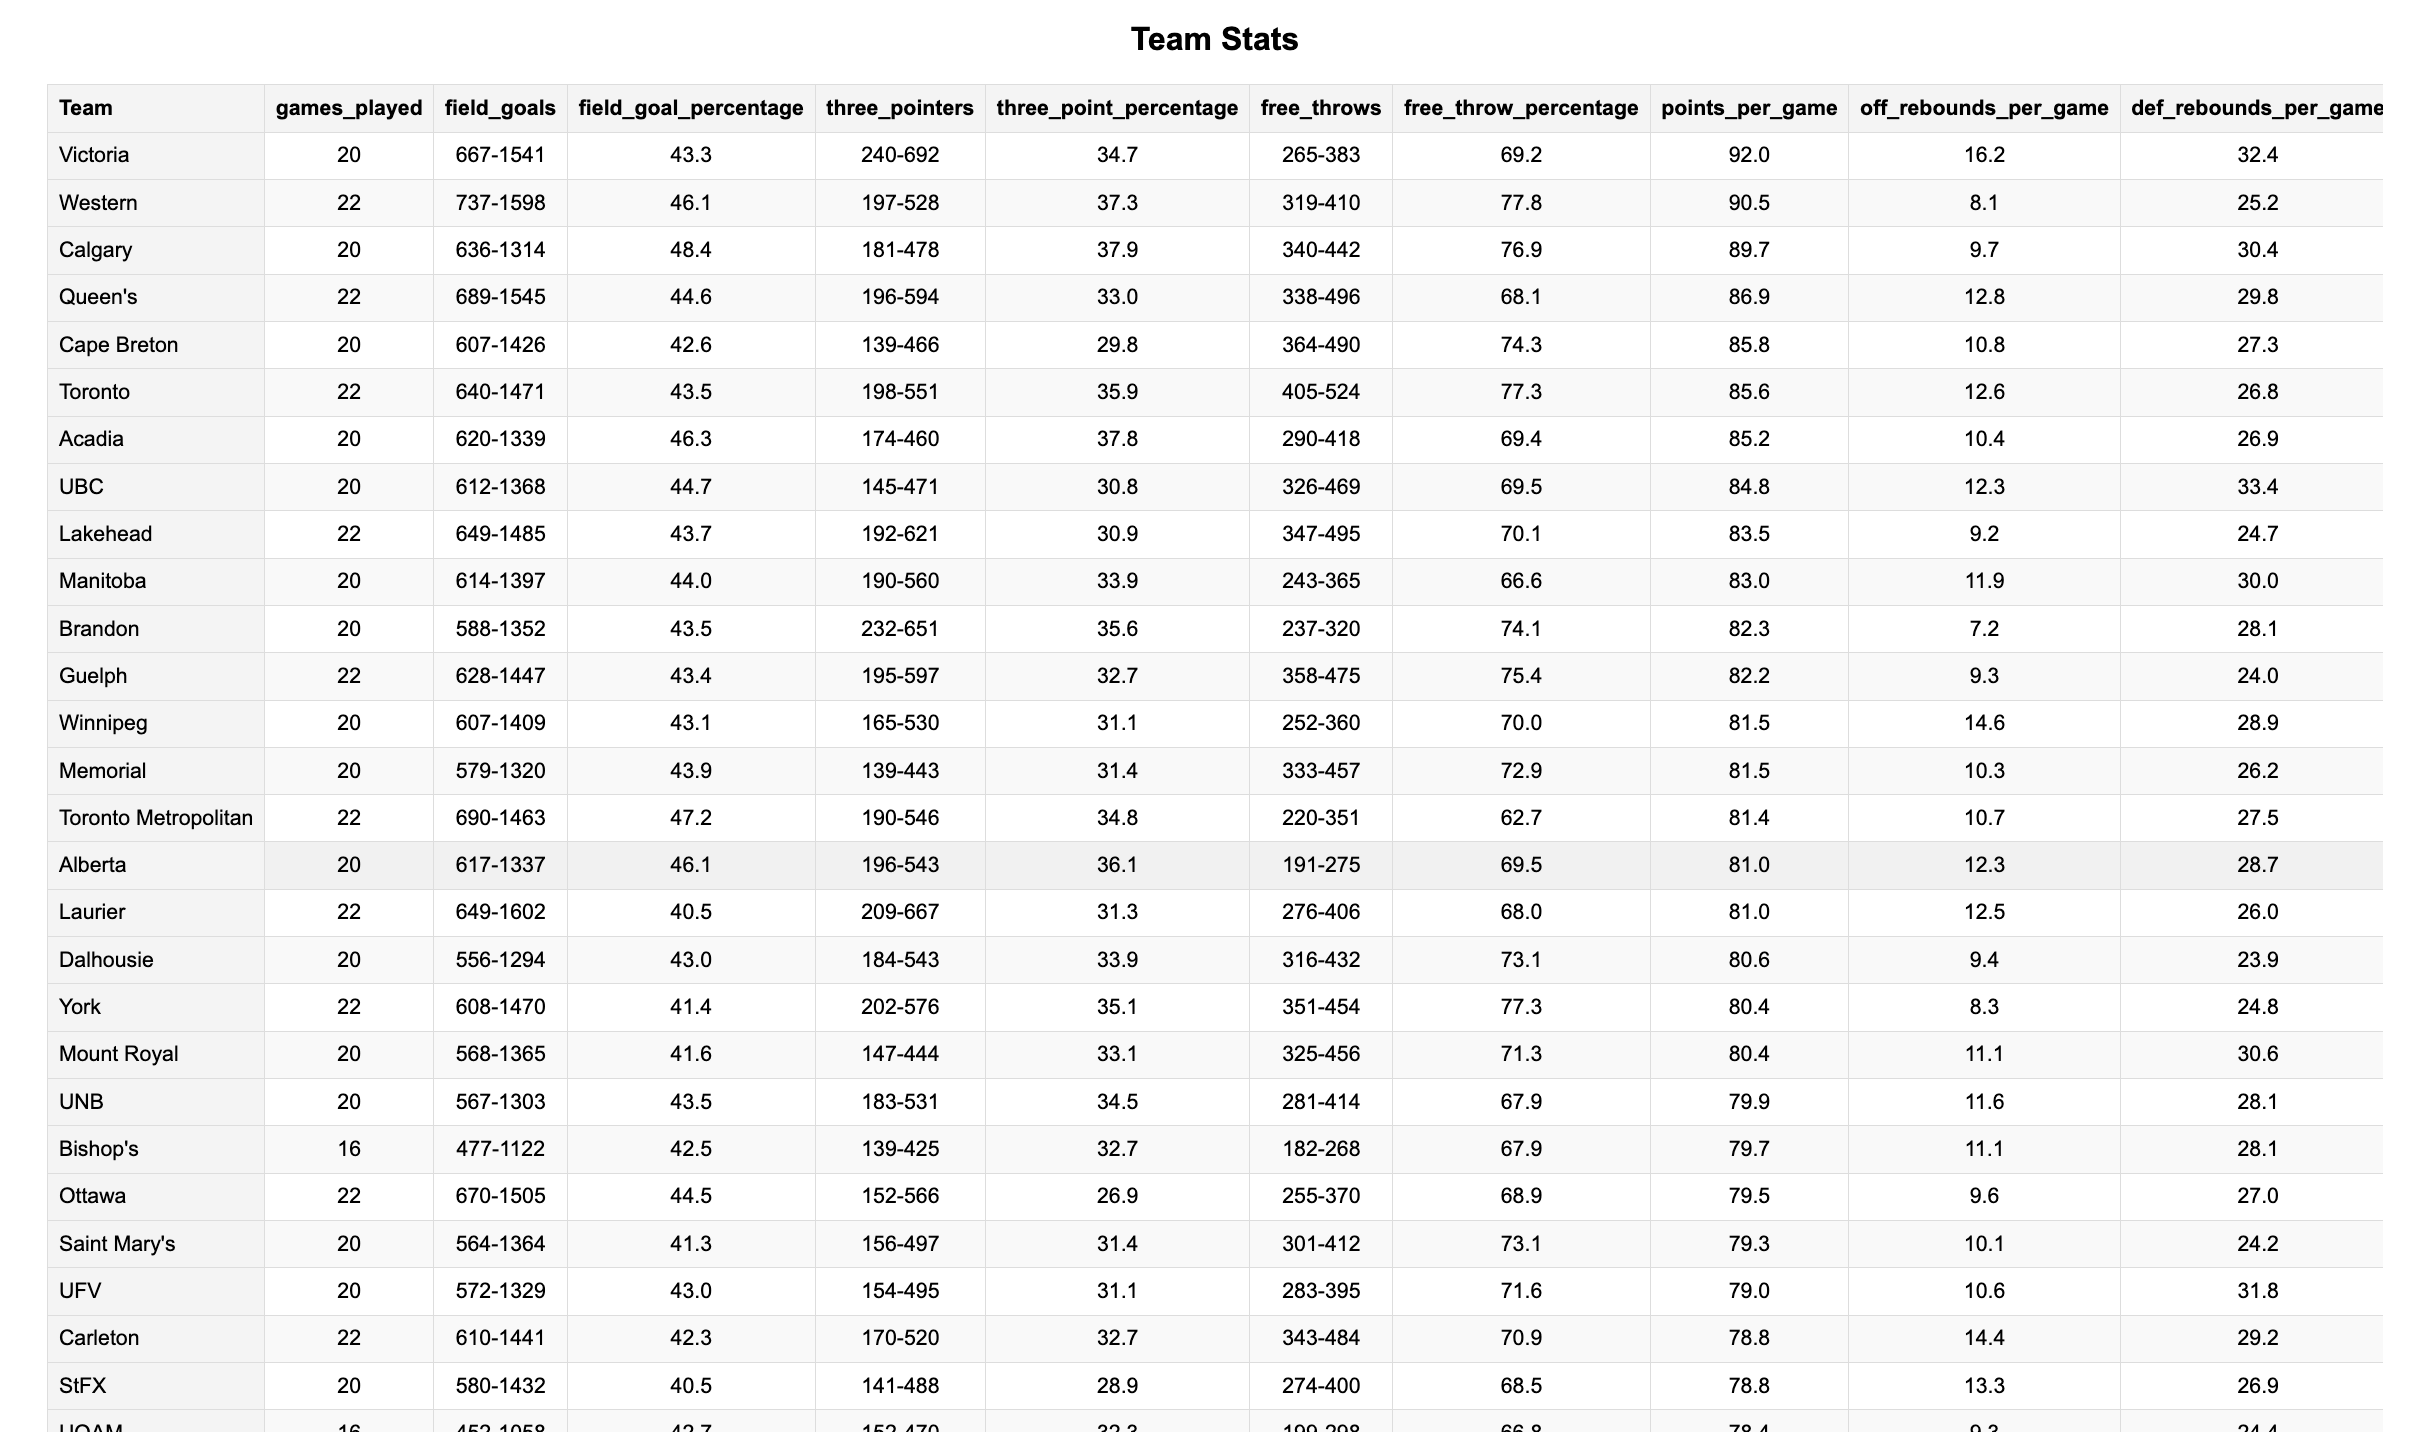 Team Stats
Team games_played field_goals field_goal_percentage three_pointers three_point_percentage free_throws free_throw_percentage points_per_game off_rebounds_per_game def_rebounds_per_game
Victoria 20 667-1541 43.3 240-692 34.7 265-383 69.2 92.0 16.2 32.4
Western 22 737-1598 46.1 197-528 37.3 319-410 77.8 90.5 8.1 25.2
Calgary 20 636-1314 48.4 181-478 37.9 340-442 76.9 89.7 9.7 30.4
Queen's 22 689-1545 44.6 196-594 33.0 338-496 68.1 86.9 12.8 29.8
Cape Breton 20 607-1426 42.6 139-466 29.8 364-490 74.3 85.8 10.8 27.3
Toronto 22 640-1471 43.5 198-551 35.9 405-524 77.3 85.6 12.6 26.8
Acadia 20 620-1339 46.3 174-460 37.8 290-418 69.4 85.2 10.4 26.9
UBC 20 612-1368 44.7 145-471 30.8 326-469 69.5 84.8 12.3 33.4
Lakehead 22 649-1485 43.7 192-621 30.9 347-495 70.1 83.5 9.2 24.7
Manitoba 20 614-1397 44.0 190-560 33.9 243-365 66.6 83.0 11.9 30.0
Brandon 20 588-1352 43.5 232-651 35.6 237-320 74.1 82.3 7.2 28.1
Guelph 22 628-1447 43.4 195-597 32.7 358-475 75.4 82.2 9.3 24.0
Winnipeg 20 607-1409 43.1 165-530 31.1 252-360 70.0 81.5 14.6 28.9
Memorial 20 579-1320 43.9 139-443 31.4 333-457 72.9 81.5 10.3 26.2
Toronto Metropolitan 22 690-1463 47.2 190-546 34.8 220-351 62.7 81.4 10.7 27.5
Alberta 20 617-1337 46.1 196-543 36.1 191-275 69.5 81.0 12.3 28.7
Laurier 22 649-1602 40.5 209-667 31.3 276-406 68.0 81.0 12.5 26.0
Dalhousie 20 556-1294 43.0 184-543 33.9 316-432 73.1 80.6 9.4 23.9
York 22 608-1470 41.4 202-576 35.1 351-454 77.3 80.4 8.3 24.8
Mount Royal 20 568-1365 41.6 147-444 33.1 325-456 71.3 80.4 11.1 30.6
UNB 20 567-1303 43.5 183-531 34.5 281-414 67.9 79.9 11.6 28.1
Bishop's 16 477-1122 42.5 139-425 32.7 182-268 67.9 79.7 11.1 28.1
Ottawa 22 670-1505 44.5 152-566 26.9 255-370 68.9 79.5 9.6 27.0
Saint Mary's 20 564-1364 41.3 156-497 31.4 301-412 73.1 79.3 10.1 24.2
UFV 20 572-1329 43.0 154-495 31.1 283-395 71.6 79.0 10.6 31.8
Carleton 22 610-1441 42.3 170-520 32.7 343-484 70.9 78.8 14.4 29.2
StFX 20 580-1432 40.5 141-488 28.9 274-400 68.5 78.8 13.3 26.9